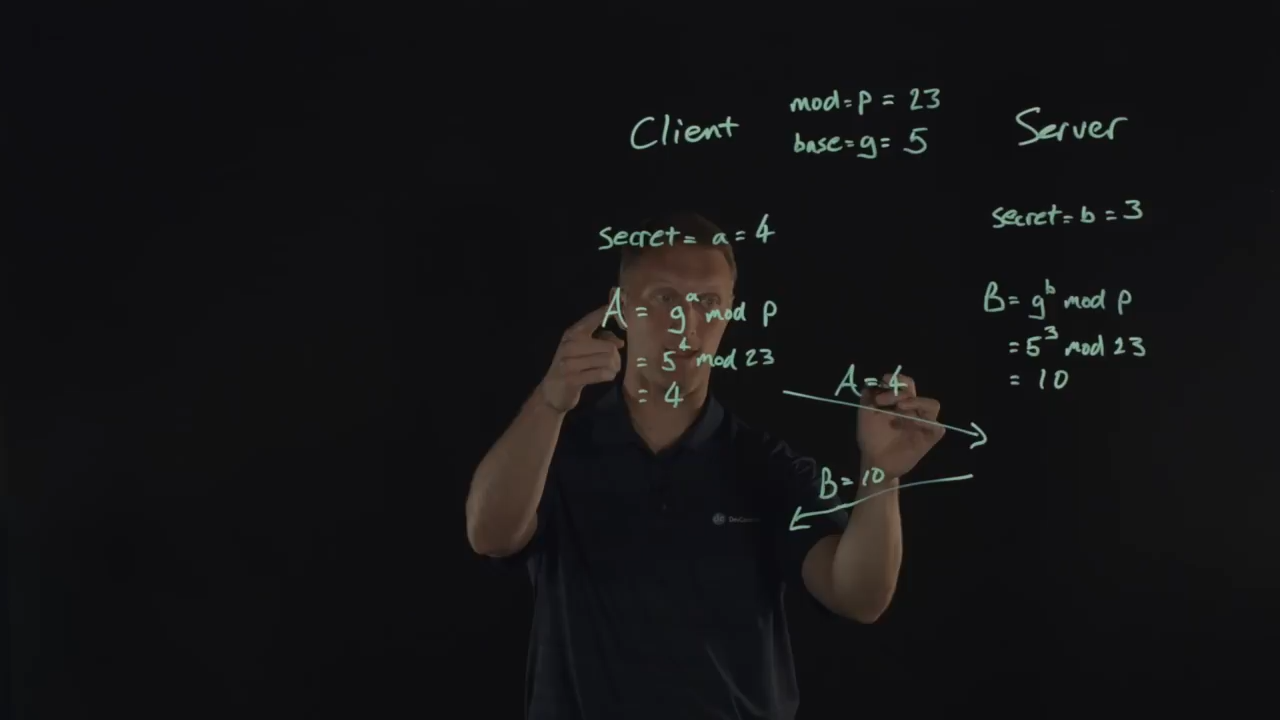 mod=p = 23
Client
base=g= 5
Server
secret= a = 4
secret=b = 3
A = g^a mod p
= 5^4 mod 23
= 4
B= g^b mod p
= 5^3 mod 23
= 10
A = 4
B = 10